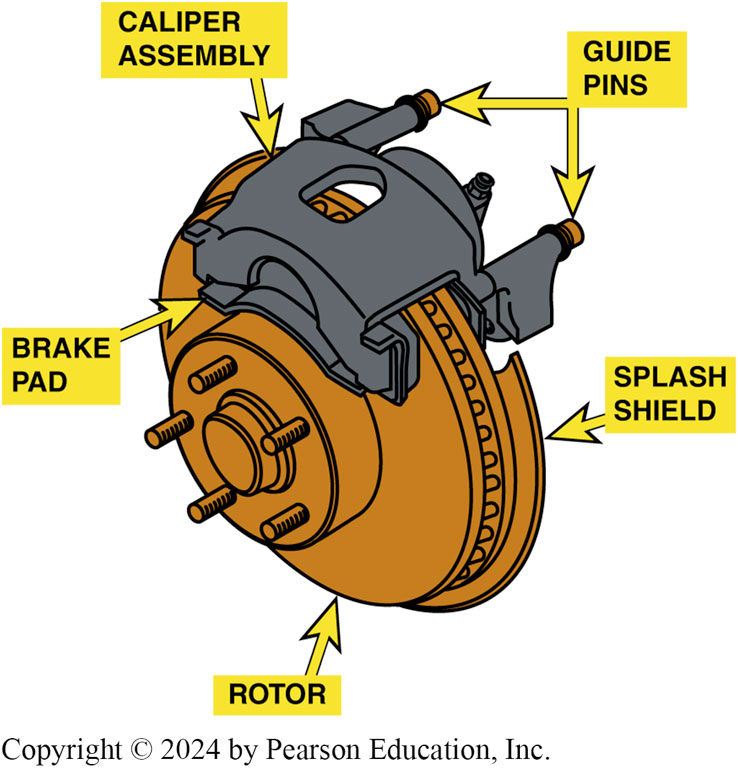 CALIPER
ASSEMBLY
GUIDE
PINS
BRAKE
PAD
SPLASH
SHIELD
ROTOR
Copyright © 2024 by Pearson Education, Inc.